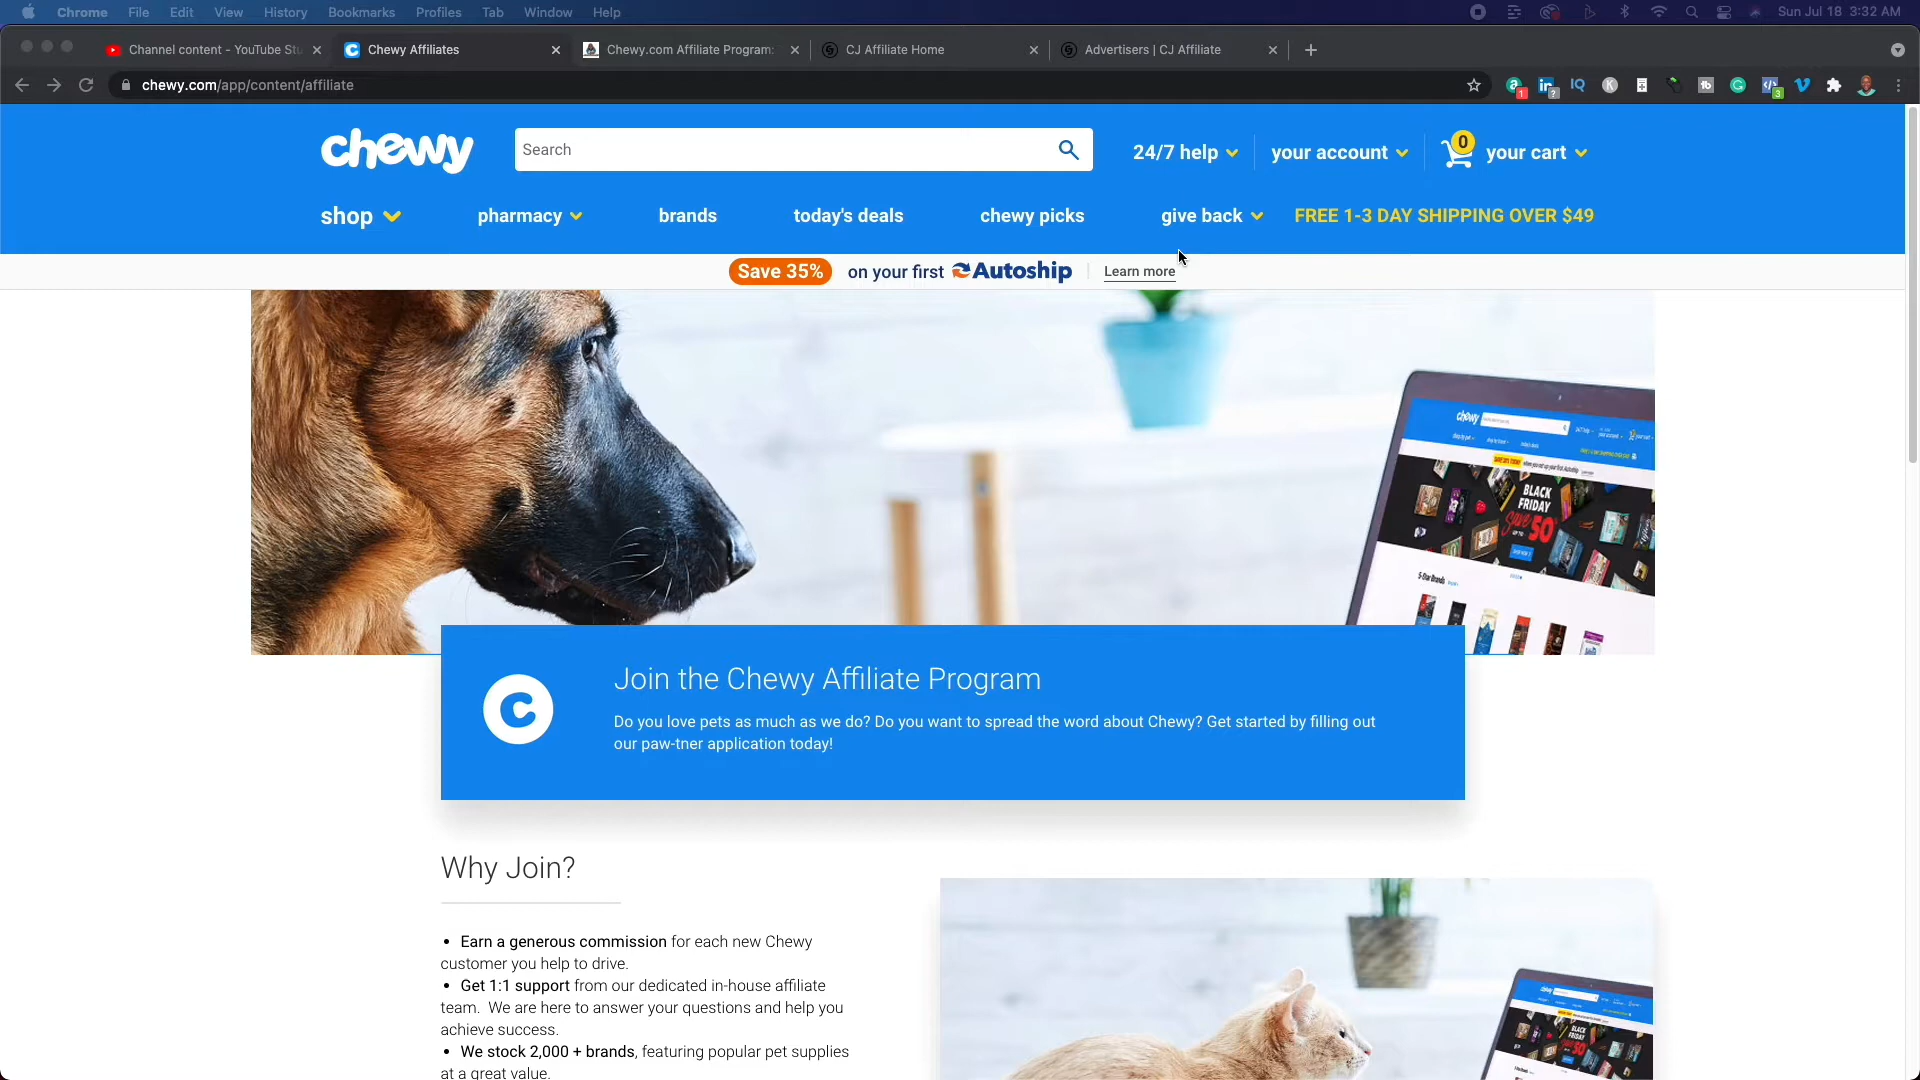 Chrome File Edit View History Bookmarks Profiles Tab Window Help Sun Jul 18 3:32 AM
Channel content - YouTube Stu Chewy Affiliates Chewy.com Affiliate Program: CJ Affiliate Home Advertisers | CJ Affiliate
chewy.com/app/content/affiliate
chewy Search 24/7 help your account 0 your cart
shop pharmacy brands today's deals chewy picks give back FREE 1-3 DAY SHIPPING OVER $49
Save 35% on your first Autoship Learn more
chewy
BLACK
FRIDAY
SAVE 50
Join the Chewy Affiliate Program
Do you love pets as much as we do? Do you want to spread the word about Chewy? Get started by filling out
our paw-tner application today!
Why Join?
• Earn a generous commission for each new Chewy
customer you help to drive.
• Get 1:1 support from our dedicated in-house affiliate
team. We are here to answer your questions and help you
achieve success.
• We stock 2,000 + brands, featuring popular pet supplies
at a great value.